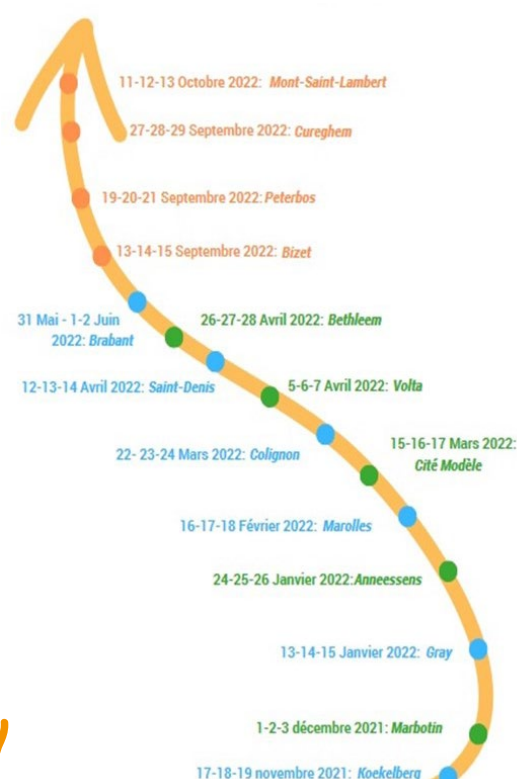 11-12-13 Octobre 2022: Mont-Saint-Lambert
27-28-29 Septembre 2022: Cureghem
19-20-21 Septembre 2022: Peterbos
13-14-15 Septembre 2022: Bizet
31 Mai - 1-2 Juin
2022: Brabant
26-27-28 Avril 2022: Bethleem
12-13-14 Avril 2022: Saint-Denis
5-6-7 Avril 2022: Volta
22- 23-24 Mars 2022: Colignon
15-16-17 Mars 2022:
Cité Modèle
16-17-18 Février 2022: Marolles
24-25-26 Janvier 2022:Anneessens
13-14-15 Janvier 2022: Gray
1-2-3 décembre 2021: Marbotin
17-18-19 novembre 2021: Koekelberg